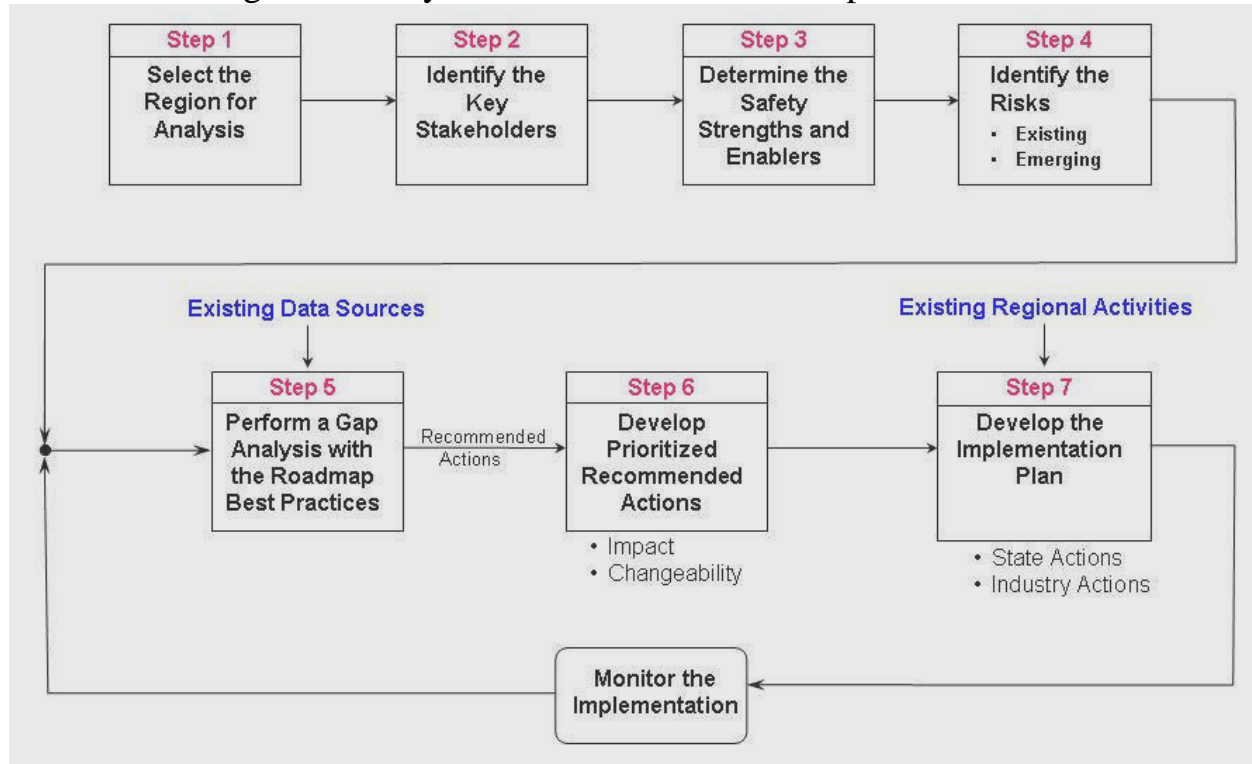 Step 1
Select the
Region for
Analysis
Step 2
Identify the
Key
Stakeholders
Step 3
Determine the
Safety
Strengths and
Enablers
Step 4
Identify the
Risks
▪ Existing
▪ Emerging
Existing Data Sources
Existing Regional Activities
Step 5
Perform a Gap
Analysis with
the Roadmap
Best Practices
Recommended
Actions
Step 6
Develop
Prioritized
Recommended
Actions
• Impact
• Changeability
Step 7
Develop the
Implementation
Plan
• State Actions
• Industry Actions
Monitor the
Implementation